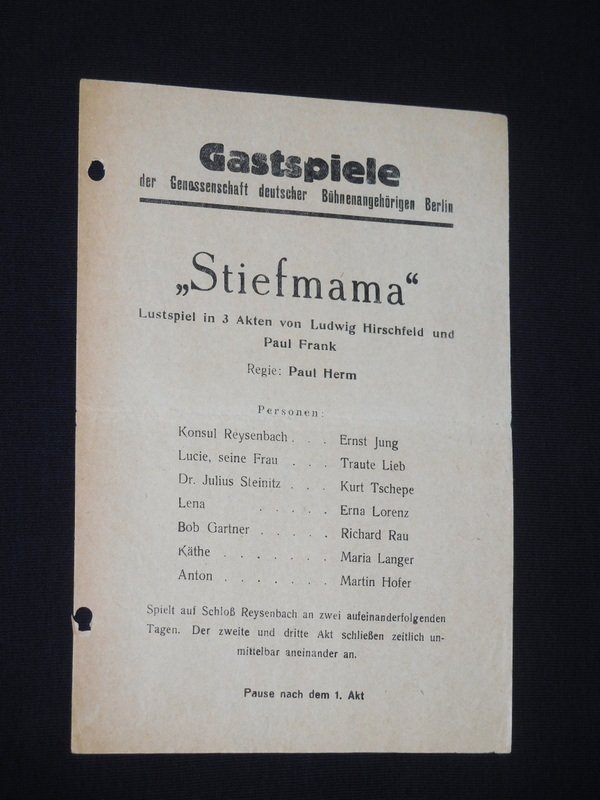 Gastspiele
der Genossenschaft deutscher Bühnenangehörigen Berlin
„Stiefmama“
Lustspiel in 3 Akten von Ludwig Hirschfeld und
Paul Frank
Regie: Paul Herm
Personen:
Konsul Reysenbach . . . Ernst Jung
Lucie, seine Frau . . . Traute Lieb
Dr. Julius Steinitz . . . Kurt Tschepe
Lena . . . . . Erna Lorenz
Bob Gartner . . . . . Richard Rau
Käthe . . . . . . . Maria Langer
Anton . . . . . . . Martin Hofer
Spielt auf Schloß Reysenbach an zwei aufeinanderfolgenden
Tagen. Der zweite und dritte Akt schließen zeitlich un-
mittelbar aneinander an.
Pause nach dem 1. Akt